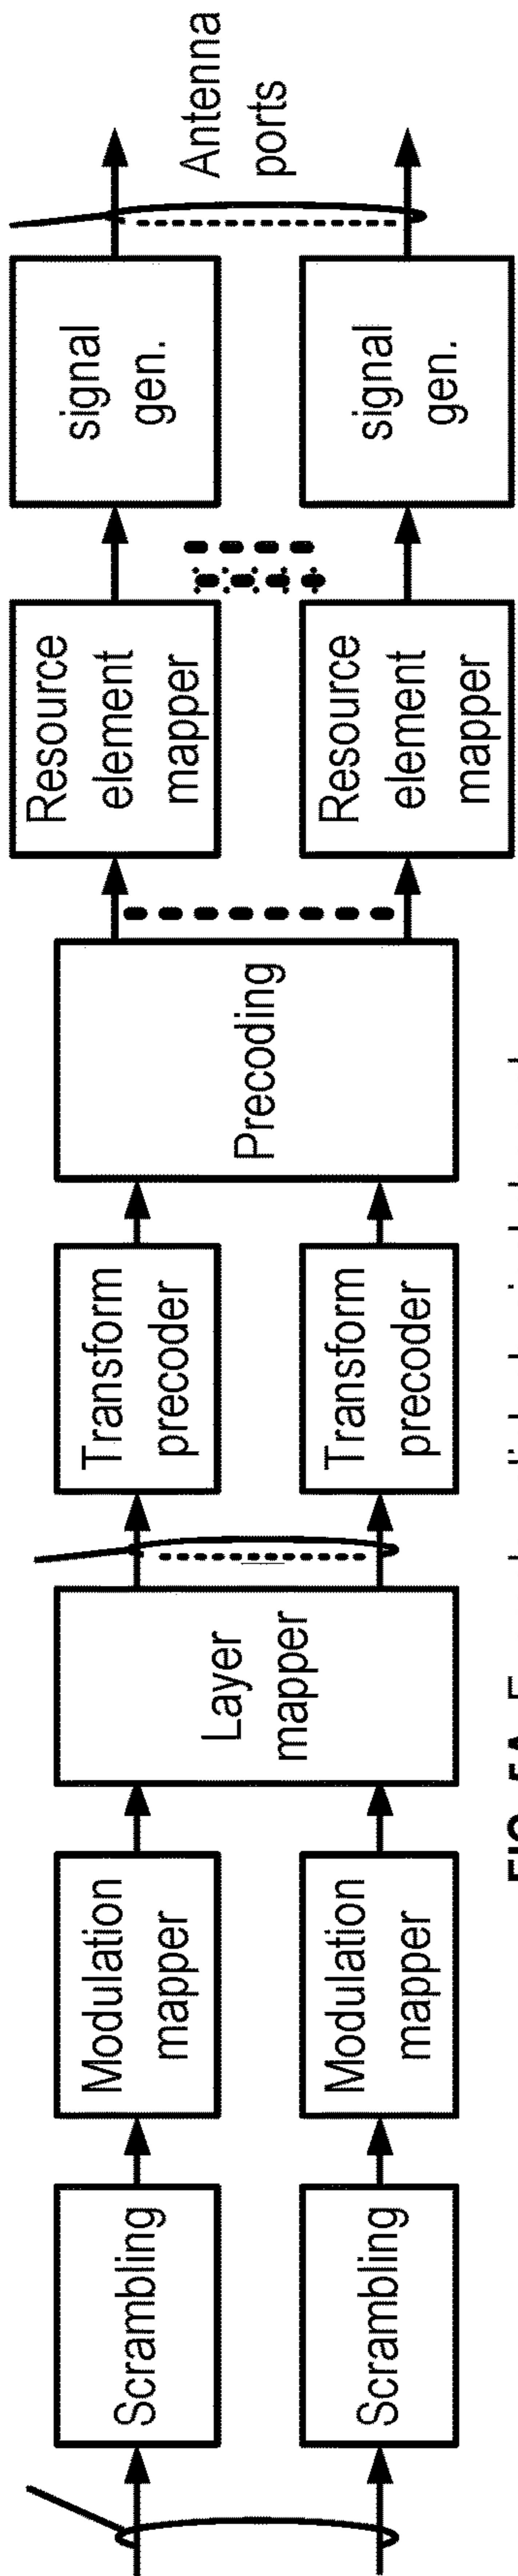 Scrambling
Scrambling
Modulation
mapper
Modulation
mapper
Layer
mapper
Transform
precoder
Transform
precoder
Precoding
Resource
element
mapper
Resource
element
mapper
signal
gen.
signal
gen.
Antenna
ports